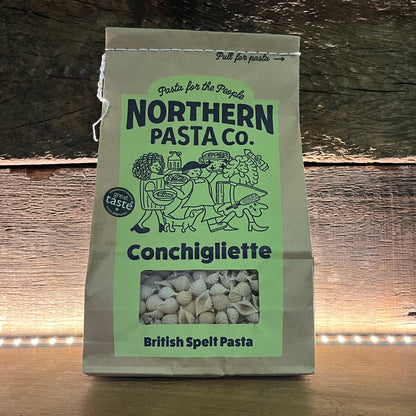 Pull for pasta →
Pasta for the People
NORTHERN
PASTA CO.
great
taste
Conchigliette
British Spelt Pasta